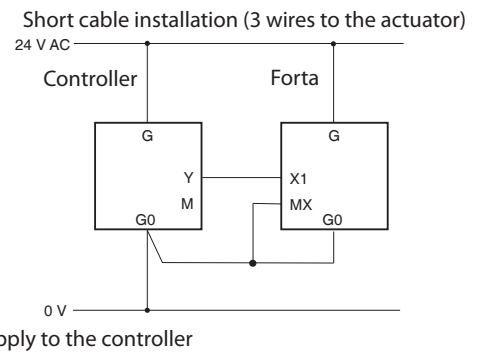 Short cable installation (3 wires to the actuator)
24 V AC
Controller
Forta
G
G
Y
X1
M
MX
G0
G0
0 V
to the controller